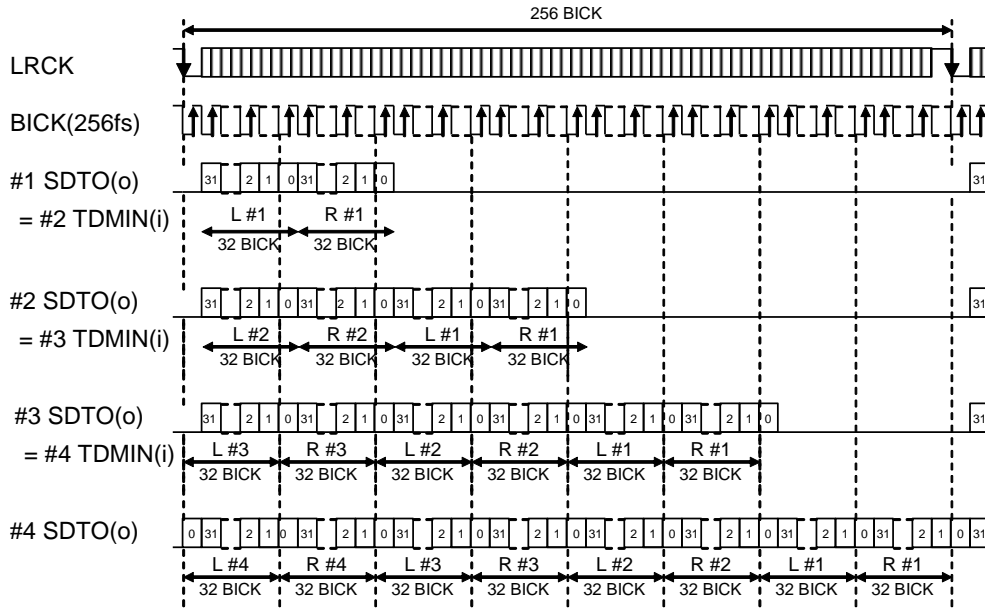 256 BICK
LRCK
BICK(256fs)
#1 SDTO(o)
31 2 1 0 31 2 1 0 31
= #2 TDMIN(i)
L #1 R #1
32 BICK 32 BICK
#2 SDTO(o)
31 2 1 0 31 2 1 0 31 2 1 0 31 2 1 0 31
= #3 TDMIN(i)
L #2 R #2 L #1 R #1
32 BICK 32 BICK 32 BICK 32 BICK
#3 SDTO(o)
31 2 1 0 31 2 1 0 31 2 1 0 31 2 1 0 31 2 1 0 31 2 1 0 31
= #4 TDMIN(i)
L #3 R #3 L #2 R #2 L #1 R #1
32 BICK 32 BICK 32 BICK 32 BICK 32 BICK 32 BICK
#4 SDTO(o)
0 31 2 1 0 31 2 1 0 31 2 1 0 31 2 1 0 31 2 1 0 31 2 1 0 31 2 1 0 31 2 1 0 31
L #4 R #4 L #3 R #3 L #2 R #2 L #1 R #1
32 BICK 32 BICK 32 BICK 32 BICK 32 BICK 32 BICK 32 BICK 32 BICK